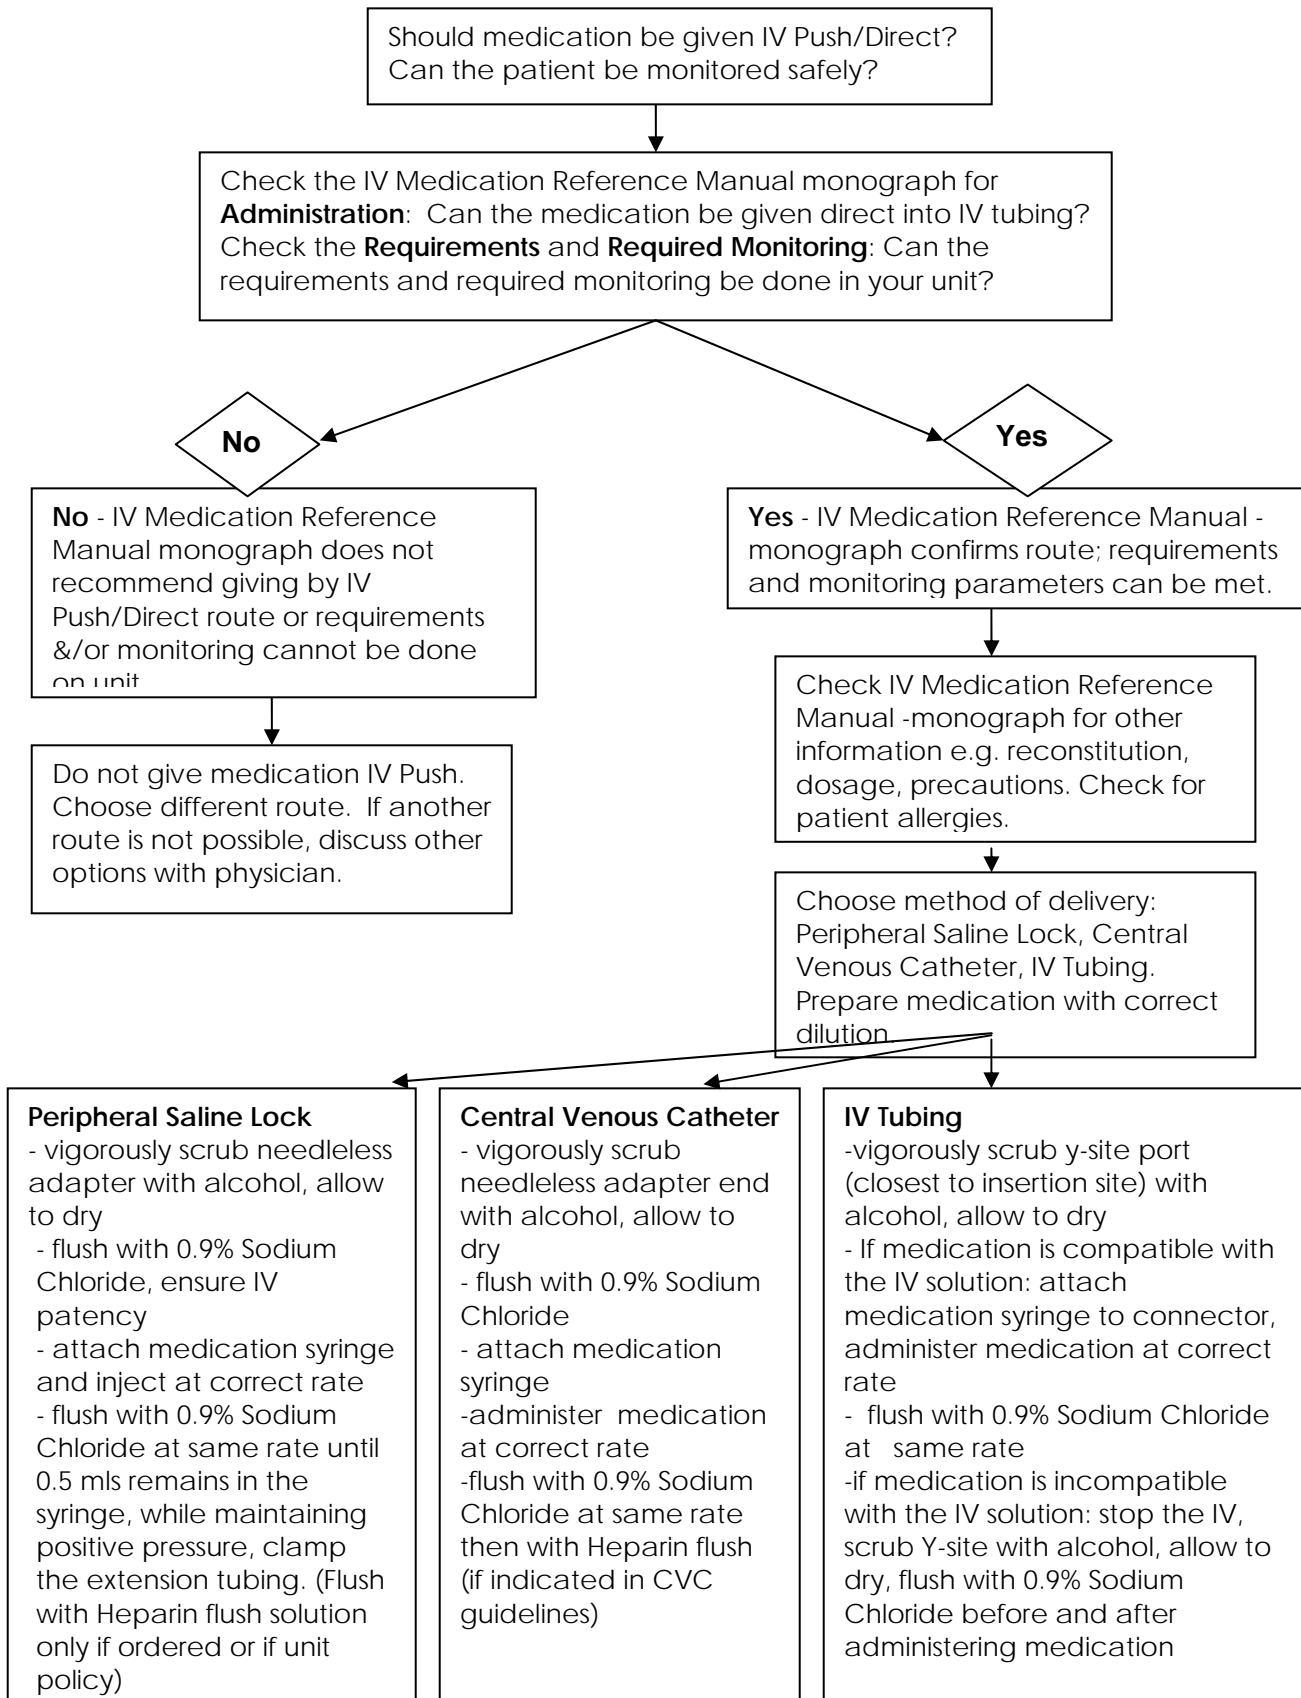 Should medication be given IV Push/Direct?
Can the patient be monitored safely?
Check the IV Medication Reference Manual monograph for
Administration: Can the medication be given direct into IV tubing?
Check the Requirements and Required Monitoring: Can the
requirements and required monitoring be done in your unit?
No
Yes
No - IV Medication Reference
Manual monograph does not
recommend giving by IV
Push/Direct route or requirements
&/or monitoring cannot be done
on unit
Yes - IV Medication Reference Manual -
monograph confirms route; requirements
and monitoring parameters can be met.
Do not give medication IV Push.
Choose different route. If another
route is not possible, discuss other
options with physician.
Check IV Medication Reference
Manual -monograph for other
information e.g. reconstitution,
dosage, precautions. Check for
patient allergies.
Choose method of delivery:
Peripheral Saline Lock, Central
Venous Catheter, IV Tubing.
Prepare medication with correct
dilution.
Peripheral Saline Lock
- vigorously scrub needleless
adapter with alcohol, allow
to dry
- flush with 0.9% Sodium
Chloride, ensure IV
patency
- attach medication syringe
and inject at correct rate
- flush with 0.9% Sodium
Chloride at same rate until
0.5 mls remains in the
syringe, while maintaining
positive pressure, clamp
the extension tubing. (Flush
with Heparin flush solution
only if ordered or if unit
policy)
Central Venous Catheter
- vigorously scrub
needleless adapter end
with alcohol, allow to
dry
- flush with 0.9% Sodium
Chloride
- attach medication
syringe
-administer medication
at correct rate
-flush with 0.9% Sodium
Chloride at same rate
then with Heparin flush
(if indicated in CVC
guidelines)
IV Tubing
-vigorously scrub y-site port
(closest to insertion site) with
alcohol, allow to dry
- If medication is compatible with
the IV solution: attach
medication syringe to connector,
administer medication at correct
rate
- flush with 0.9% Sodium Chloride
at same rate
-if medication is incompatible
with the IV solution: stop the IV,
scrub Y-site with alcohol, allow to
dry, flush with 0.9% Sodium
Chloride before and after
administering medication